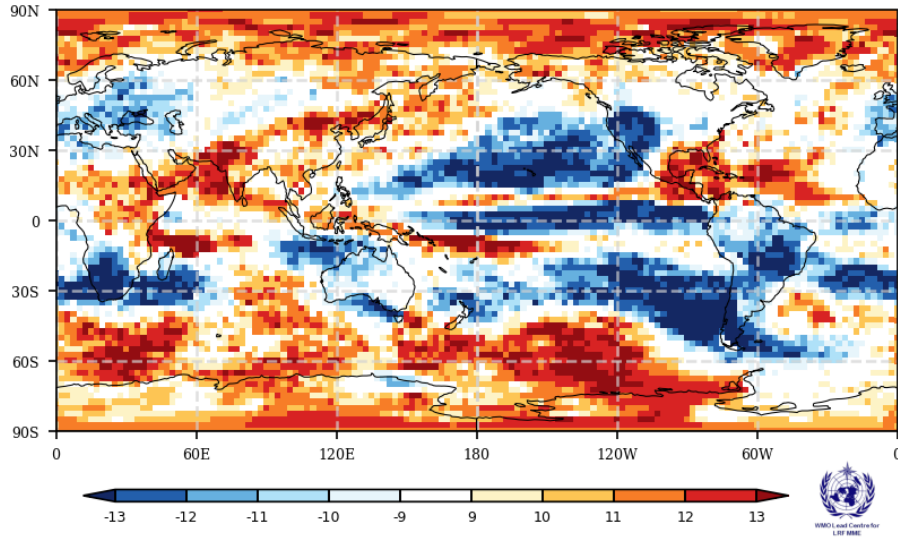 90N
60N
30N
0
30S
60S
90S
0 60E 120E 180 120W 60W 0
-13 -12 -11 -10 -9 9 10 11 12 13
WMO Lead Centre for
LRF MME